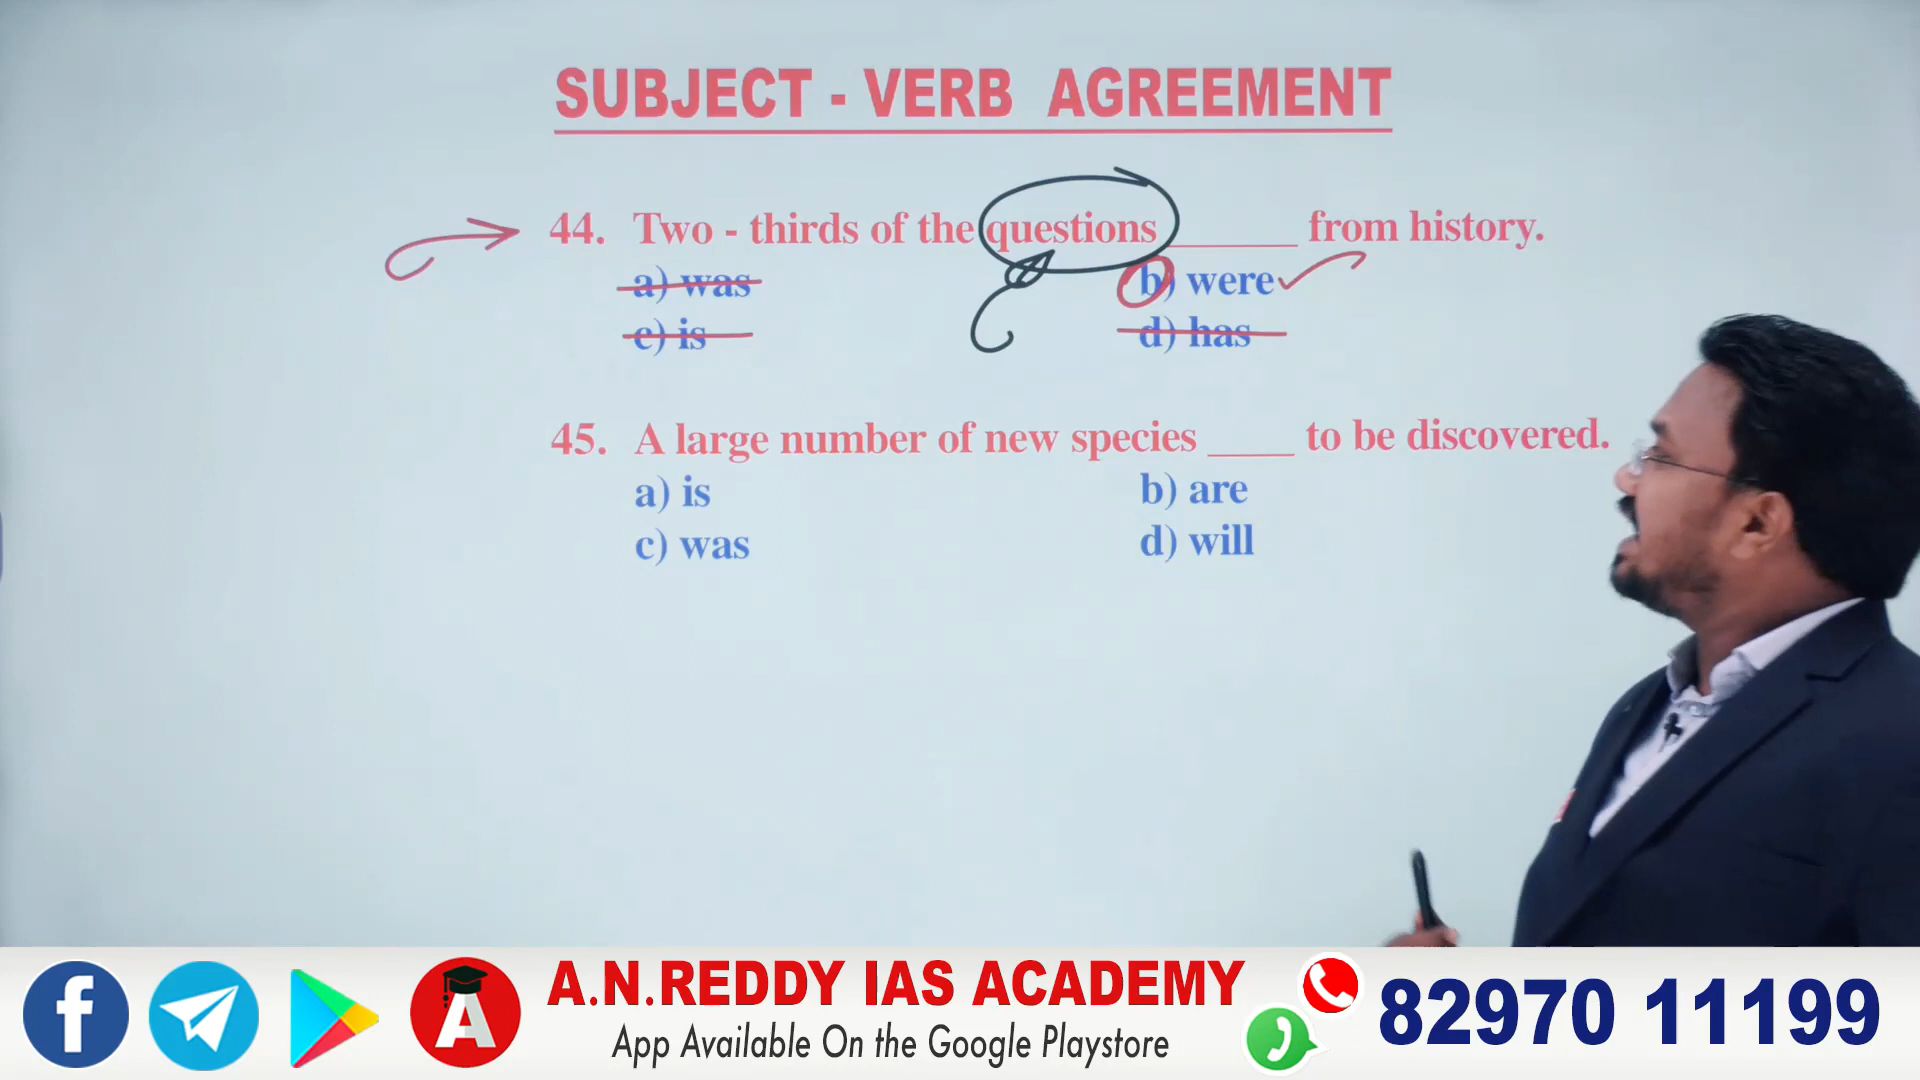 SUBJECT - VERB AGREEMENT
44. Two - thirds of the questions ______ from history.
a) was b) were
c) is d) has
45. A large number of new species ____ to be discovered.
a) is b) are
c) was d) will
A.N.REDDY IAS ACADEMY
App Available On the Google Playstore
82970 11199
f
A